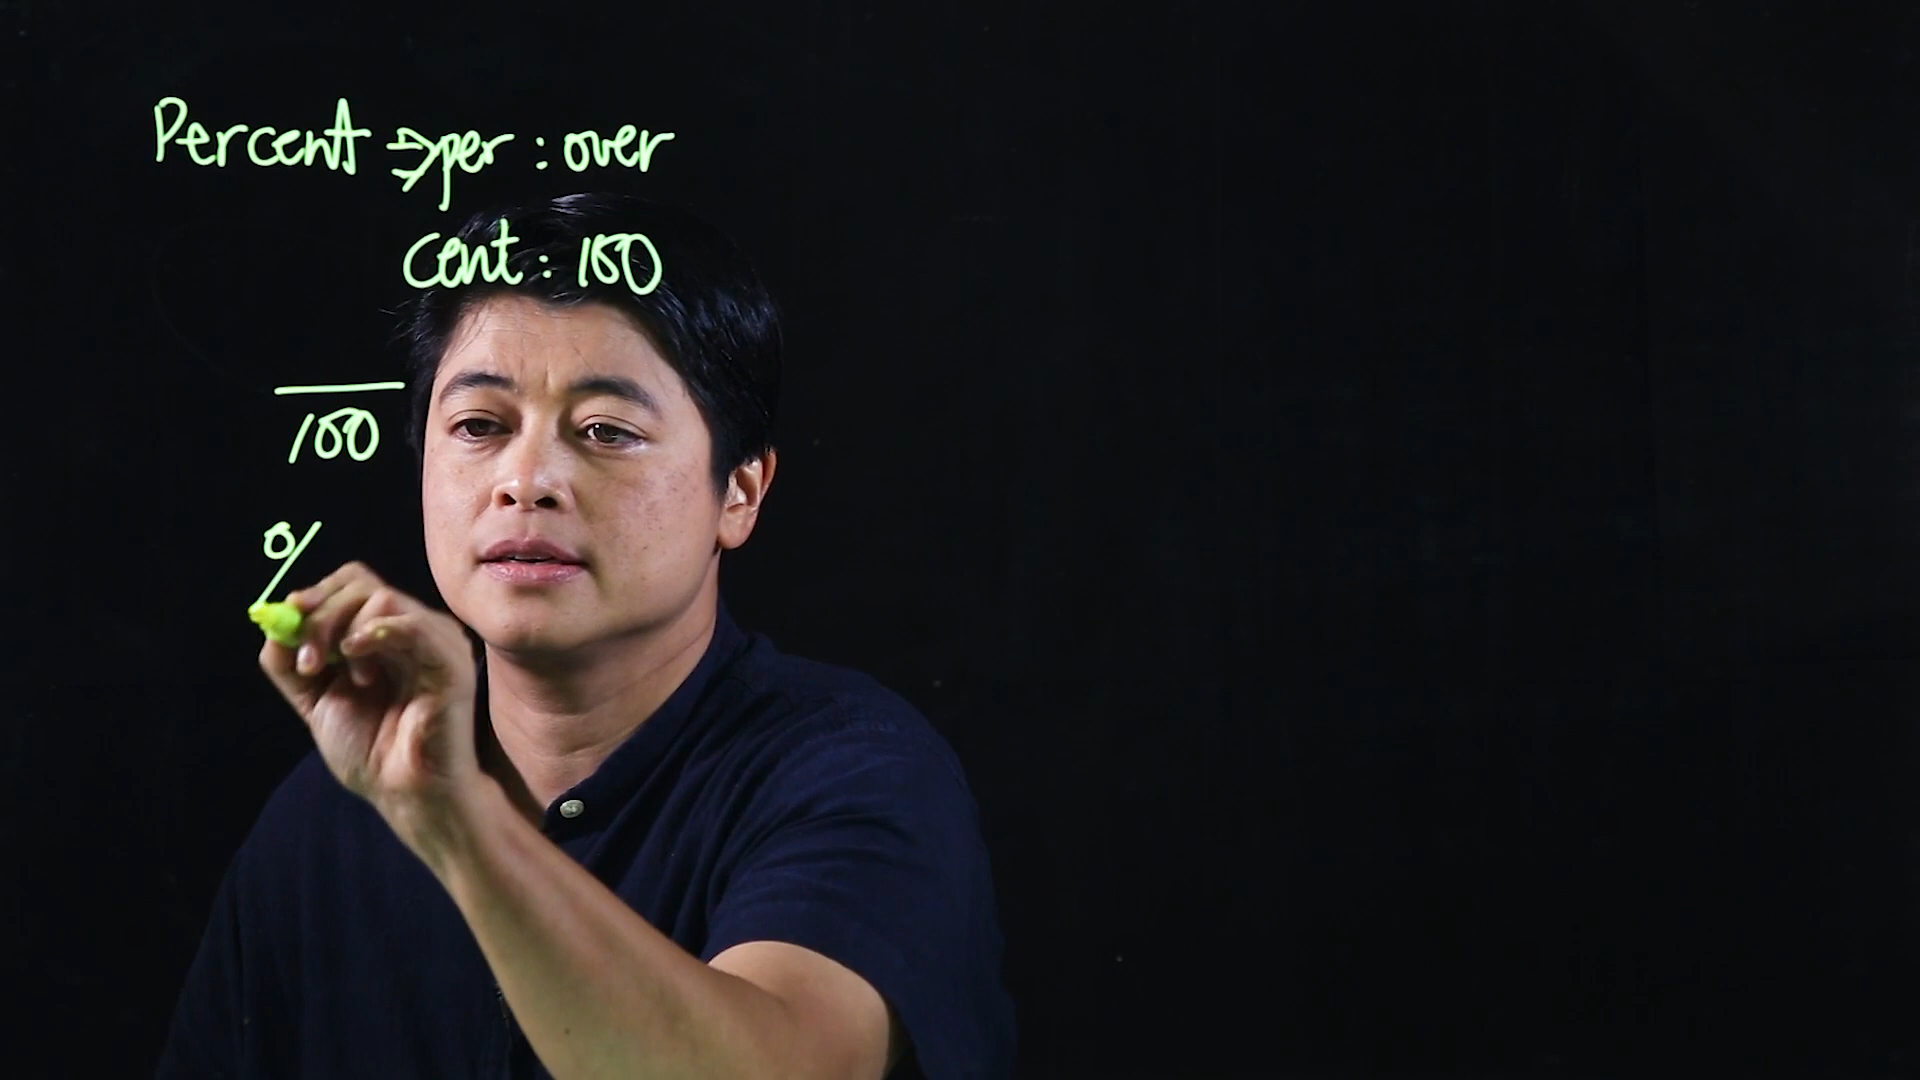 Percent ⇒ per : over
cent : 100
100
%